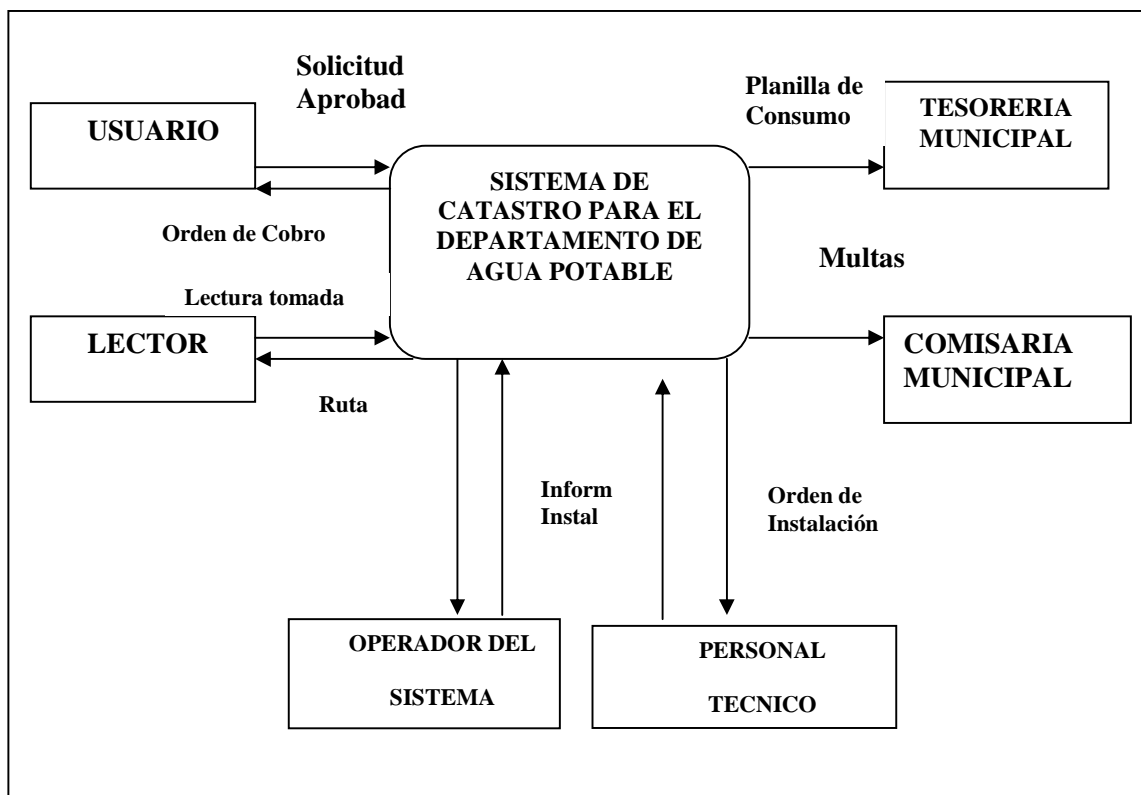 Solicitud
Aprobad
Planilla de
Consumo
TESORERIA
MUNICIPAL
USUARIO
SISTEMA DE
CATASTRO PARA EL
DEPARTAMENTO DE
AGUA POTABLE
Orden de Cobro
Multas
Lectura tomada
LECTOR
COMISARIA
MUNICIPAL
Ruta
Inform
Instal
Orden de
Instalación
OPERADOR DEL
SISTEMA
PERSONAL
TECNICO